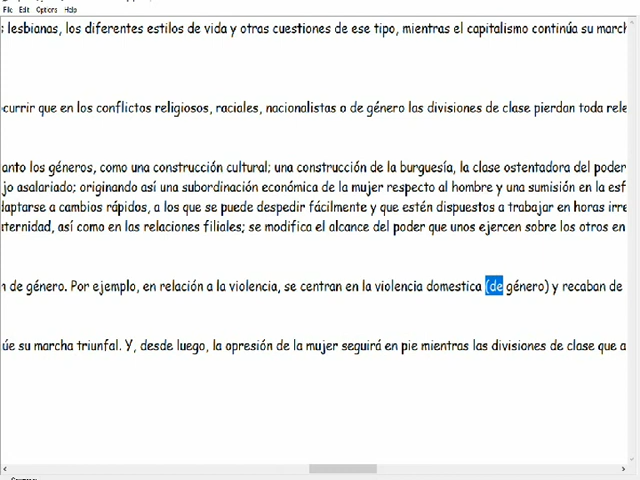 File Edit Options Help
lesbianas, los diferentes estilos de vida y otras cuestiones de ese tipo, mientras el capitalismo continúa su march
currir que en los conflictos religiosos, raciales, nacionalistas o de género las divisiones de clase pierdan toda rele
anto los géneros, como una construcción cultural; una construcción de la burguesía, la clase ostentadora del poder
jo asalariado; originando así una subordinación económica de la mujer respecto al hombre y una sumisión en la esf
daptarse a cambios rápidos, a los que se puede despedir fácilmente y que estén dispuestos a trabajar en horas irre
ternidad, así como en las relaciones filiales; se modifica el alcance del poder que unos ejercen sobre los otros en
n de género. Por ejemplo, en relación a la violencia, se centran en la violencia domestica (de género) y recaban de
úe su marcha triunfal. Y, desde luego, la opresión de la mujer seguirá en pie mientras las divisiones de clase que a